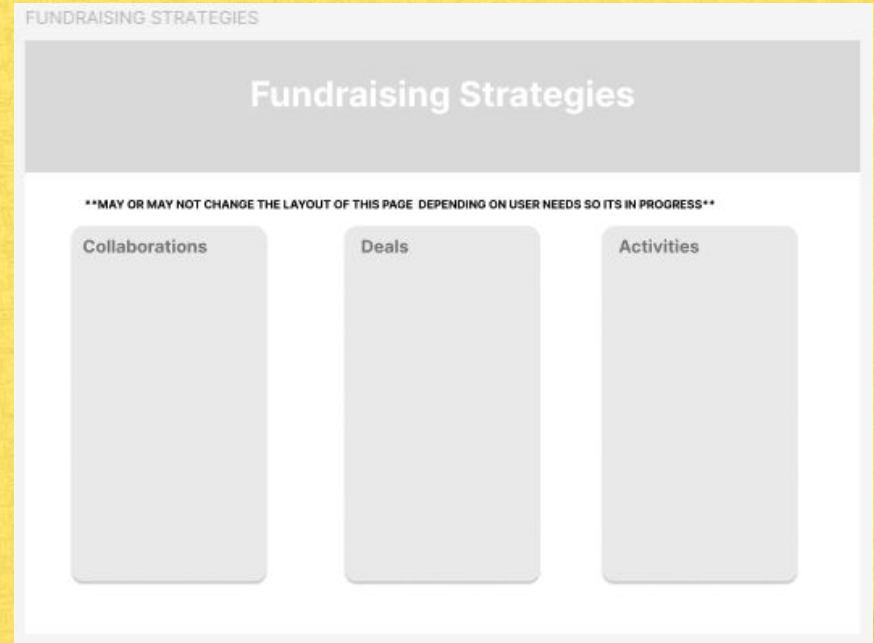 FUNDRAISING STRATEGIES
Fundraising Strategies
**MAY OR MAY NOT CHANGE THE LAYOUT OF THIS PAGE DEPENDING ON USER NEEDS SO ITS IN PROGRESS**
Collaborations
Deals
Activities